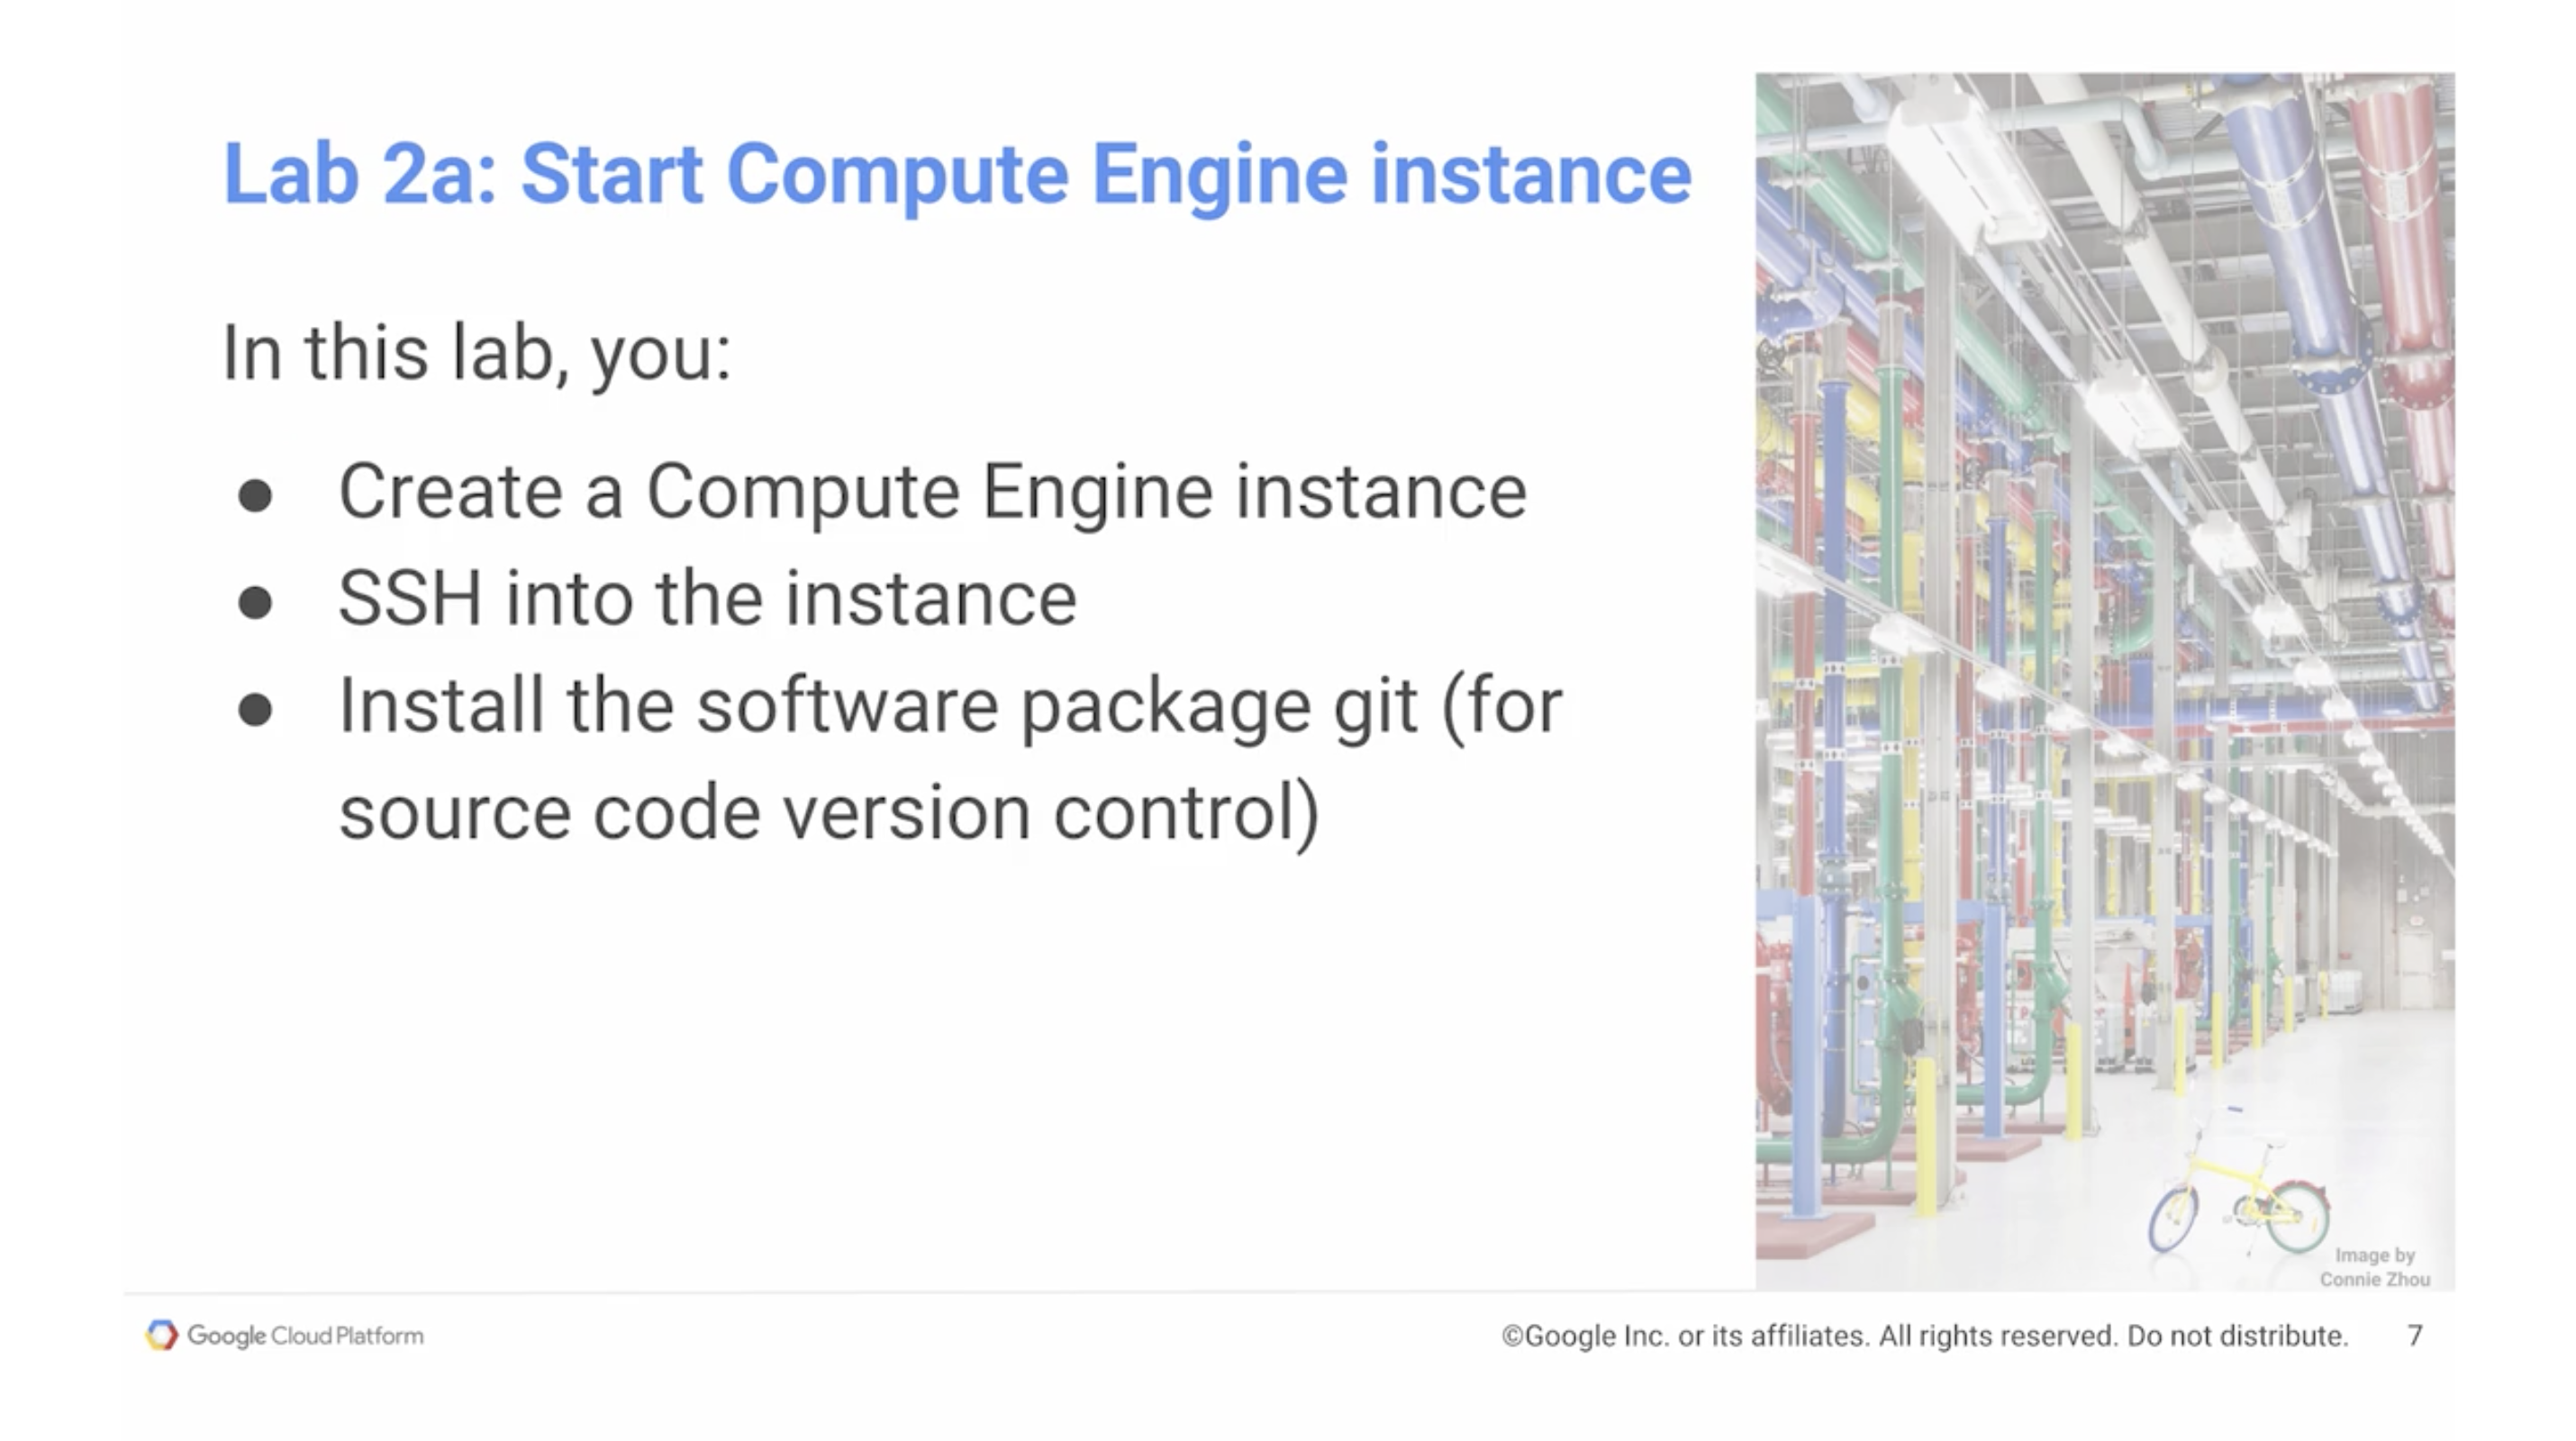 Lab 2a: Start Compute Engine instance
In this lab, you:
● Create a Compute Engine instance
● SSH into the instance
● Install the software package git (for
source code version control)
Image by
Connie Zhou
Google Cloud Platform
©Google Inc. or its affiliates. All rights reserved. Do not distribute. 7